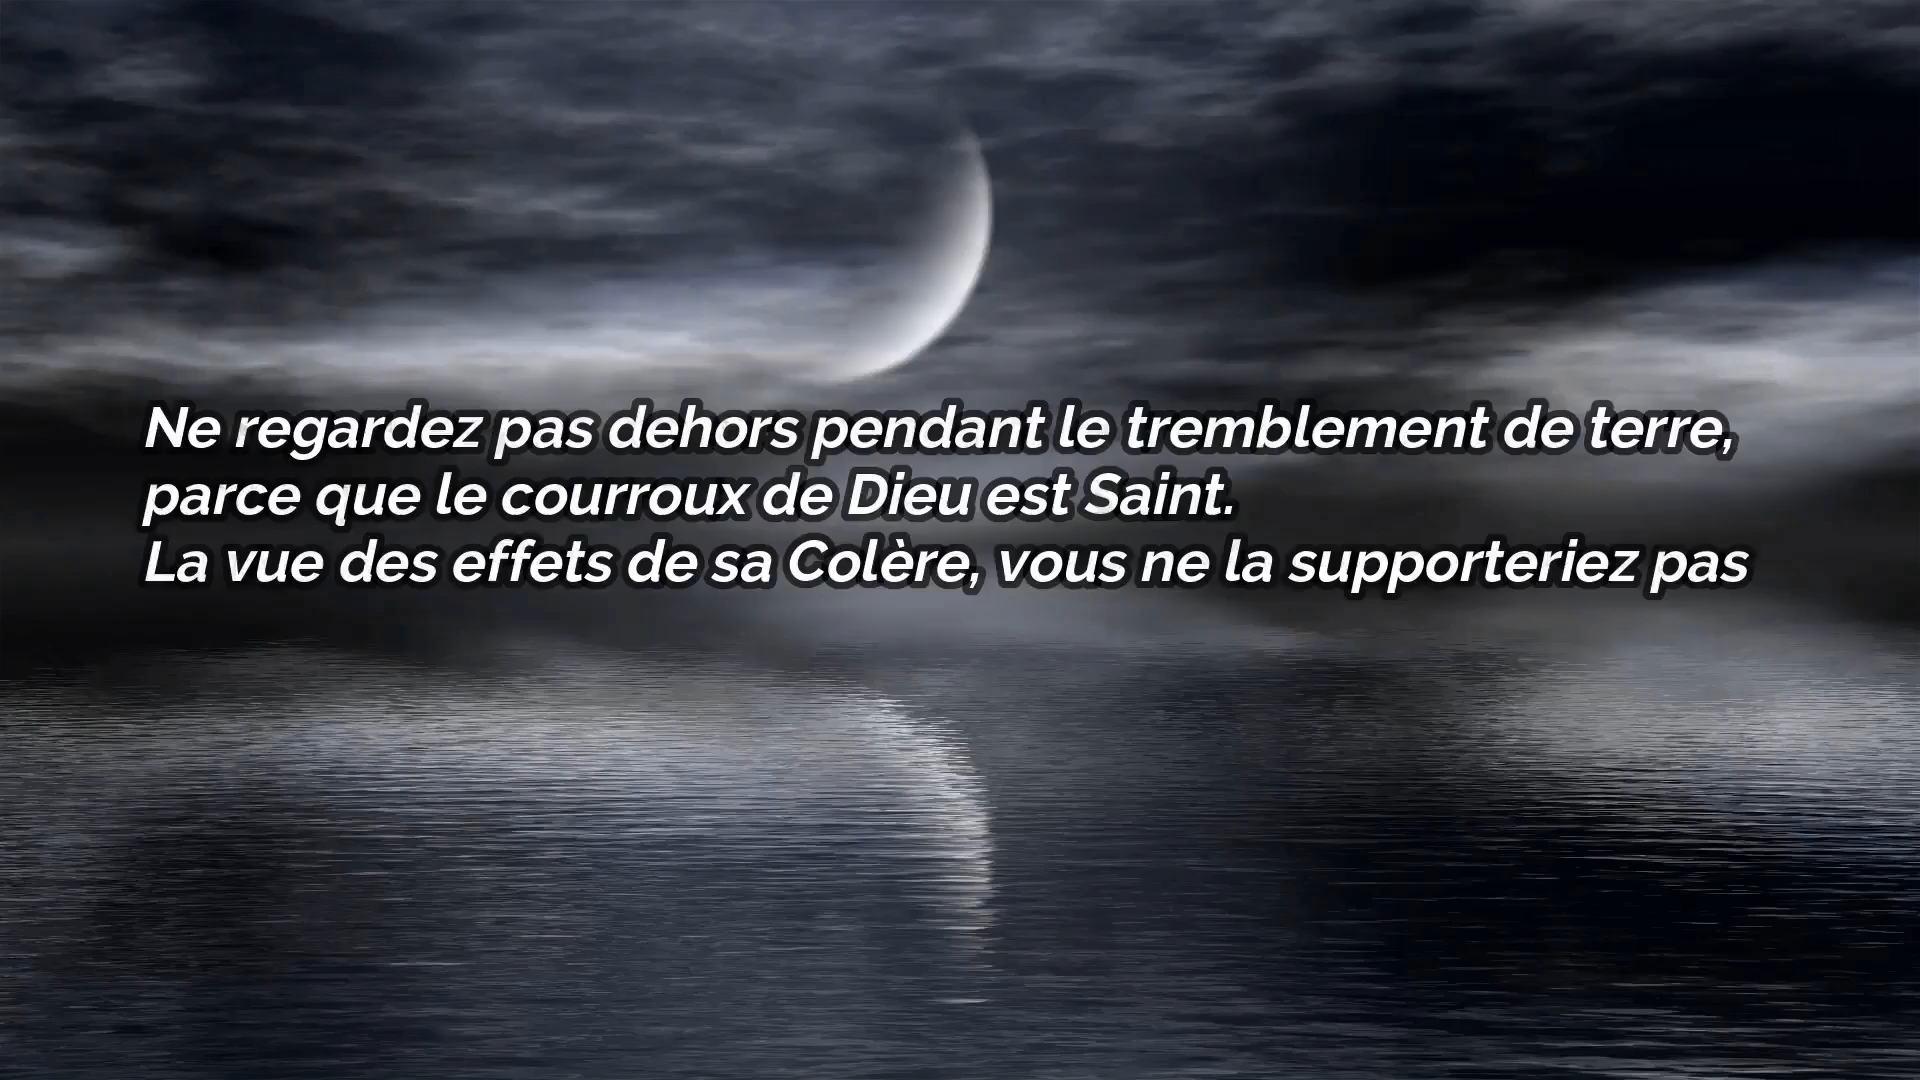 Ne regardez pas dehors pendant le tremblement de terre,
parce que le courroux de Dieu est Saint.
La vue des effets de sa Colère, vous ne la supporteriez pas